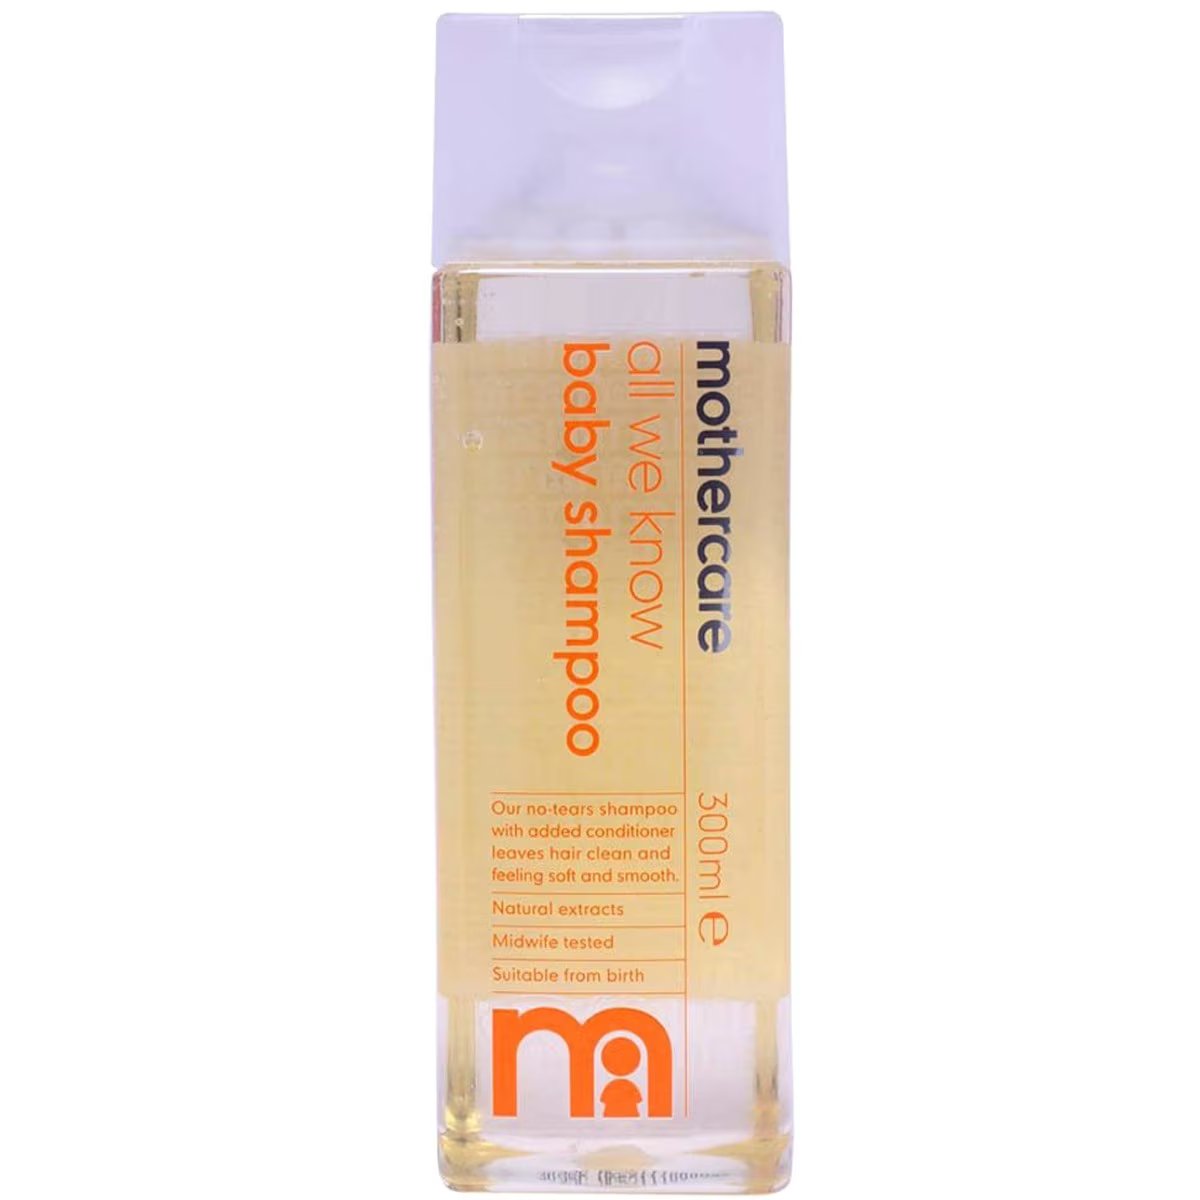 mothercare
all we know
baby shampoo
300ml e
Our no-tears shampoo
with added conditioner
leaves hair clean and
feeling soft and smooth.
Natural extracts
Midwife tested
Suitable from birth
m